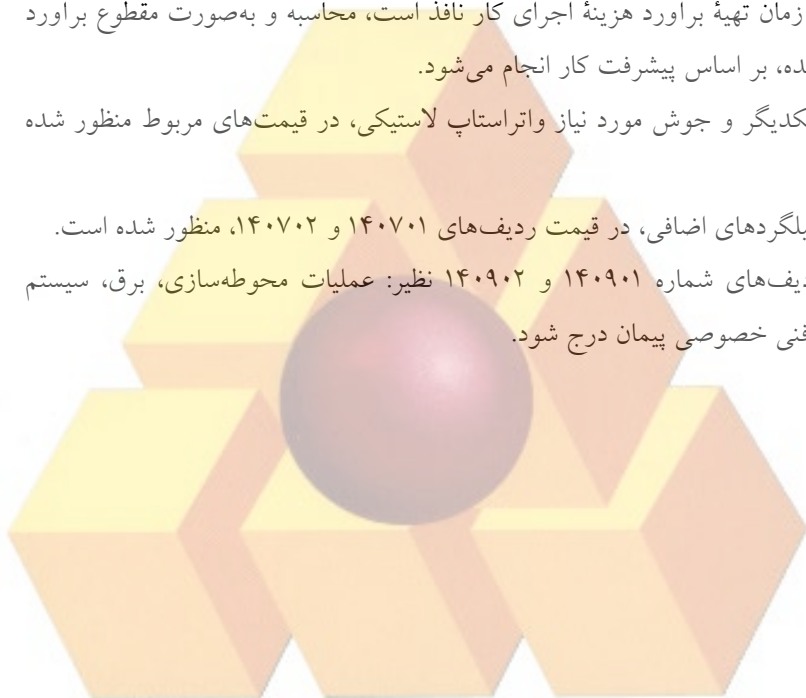 زمان تهیهٔ برآورد هزینهٔ اجرای کار نافذ است، محاسبه و به‌صورت مقطوع برآورد
ده، بر اساس پیشرفت کار انجام می‌شود.
کدیگر و جوش مورد نیاز واتراستاپ لاستیکی، در قیمت‌های مربوط منظور شده
یلگردهای اضافی، در قیمت ردیف‌های ۱۴۰۷۰۱ و ۱۴۰۷۰۲، منظور شده است.
دیف‌های شماره ۱۴۰۹۰۱ و ۱۴۰۹۰۲ نظیر: عملیات محوطه‌سازی، برق، سیستم
فنی خصوصی پیمان درج شود.